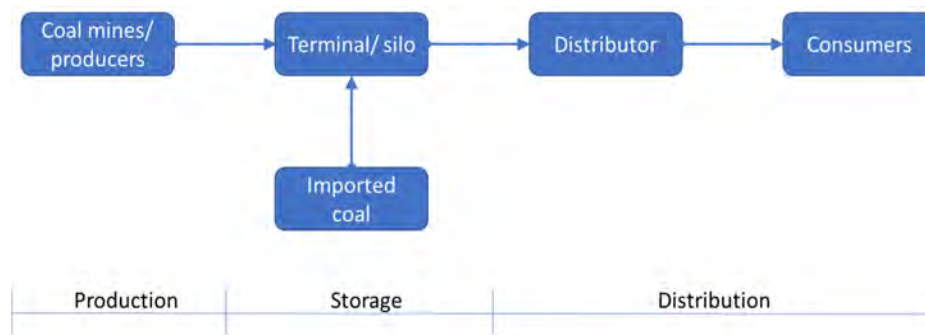 Coal mines/
producers
Terminal/ silo
Distributor
Consumers
Imported
coal
Production
Storage
Distribution